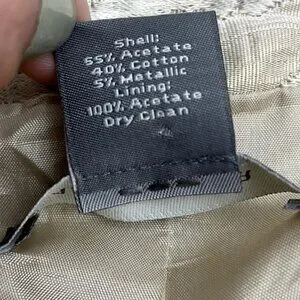 Shell:
55% Acetate
40% Cotton
5% Metallic
Lining:
100% Acetate
Dry Clean